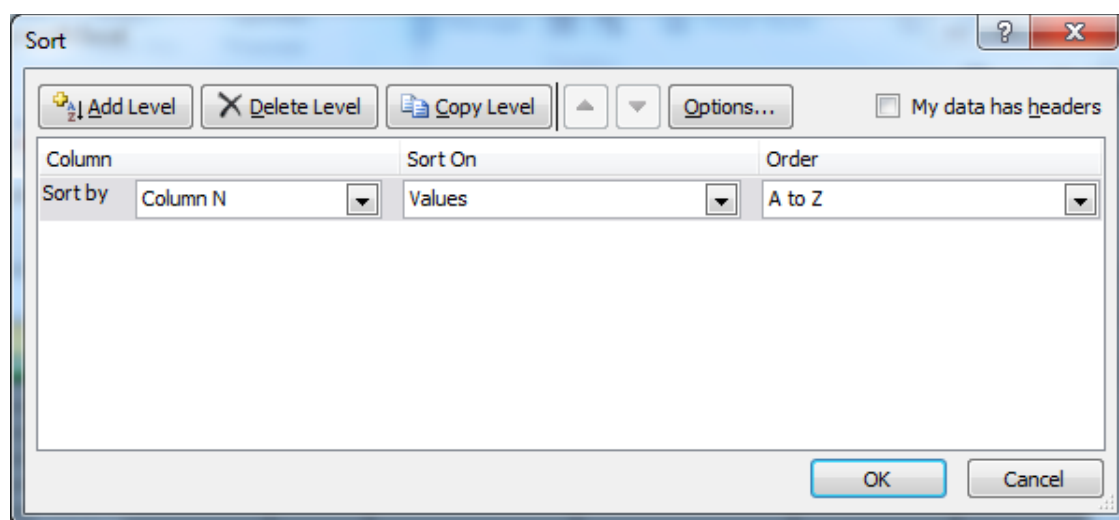 Sort
Add Level Delete Level Copy Level Options... My data has headers
Column Sort On Order
Sort by Column N Values A to Z
OK Cancel